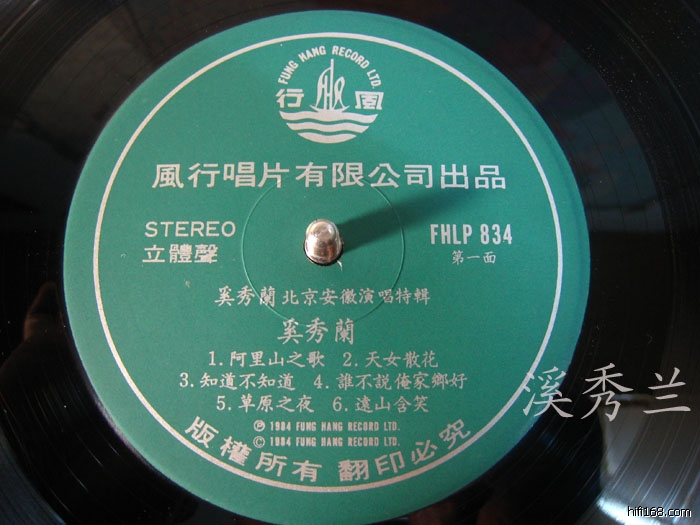 FUNG HANG RECORD LTD.
FHR
行風
風行唱片有限公司出品
STEREO
立體聲
FHLP 834
第一面
奚秀蘭北京安徽演唱特輯
奚秀蘭
1.阿里山之歌 2.天女散花
3.知道不知道 4.誰不說俺家鄉好
5.草原之夜 6.遠山含笑
Ⓟ 1984 FUNG HANG RECORD LTD.
© 1984 FUNG HANG RECORD LTD.
版權所有 翻印必究
溪秀兰
hifi168.com